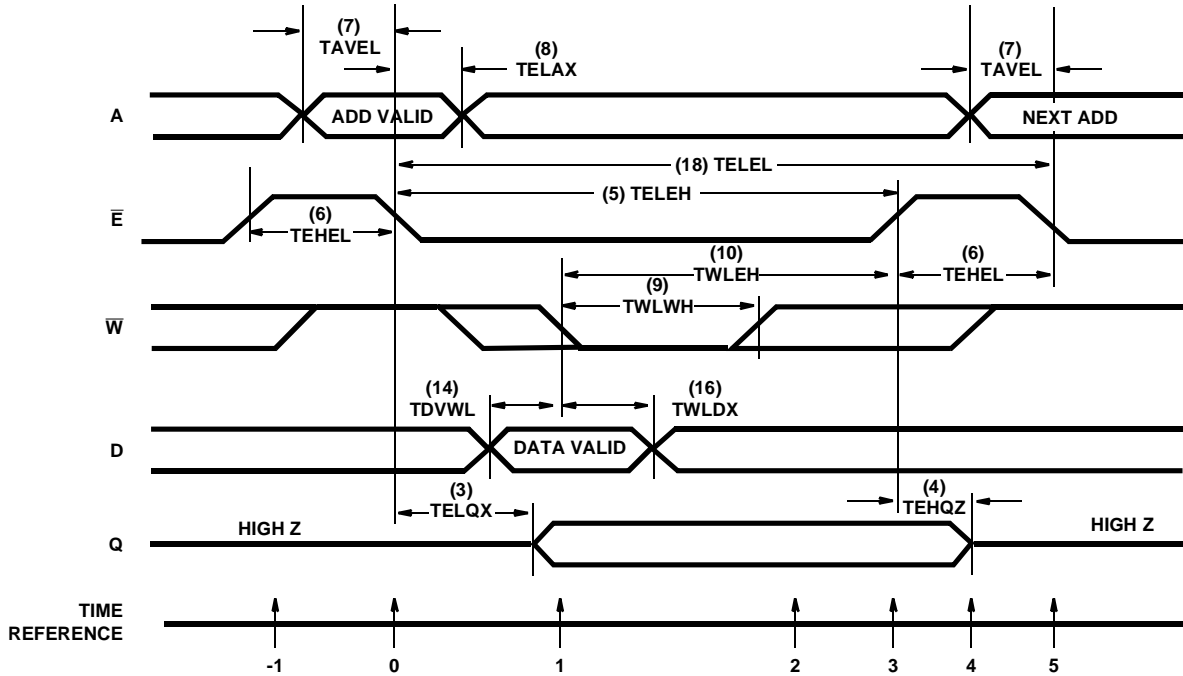 (7)
TAVEL
(8)
TELAX
(7)
TAVEL
A
ADD VALID
NEXT ADD
(18) TELEL
(5) TELEH
E
(6)
TEHEL
(10)
TWLEH
(6)
TEHEL
(9)
TWLWH
W
(14)
TDVWL
(16)
TWLDX
D
DATA VALID
(3)
TELQX
(4)
TEHQZ
Q
HIGH Z
HIGH Z
TIME
REFERENCE
-1 0 1 2 3 4 5